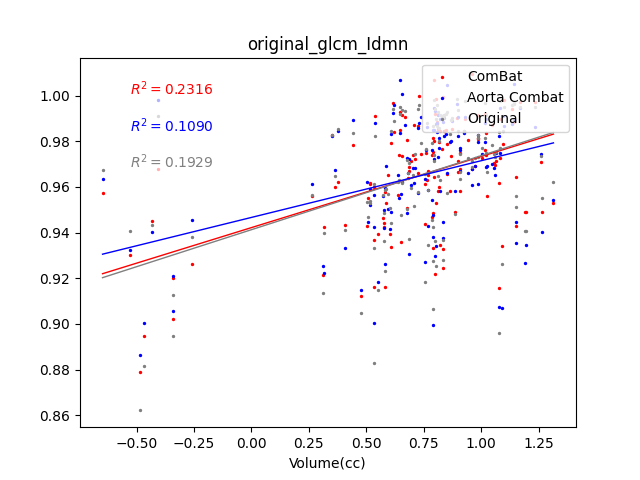 original_glcm_Idmn
ComBat
Aorta Combat
Original
R² = 0.2316
R² = 0.1090
R² = 0.1929
1.00
0.98
0.96
0.94
0.92
0.90
0.88
0.86
−0.50 −0.25 0.00 0.25 0.50 0.75 1.00 1.25
Volume(cc)